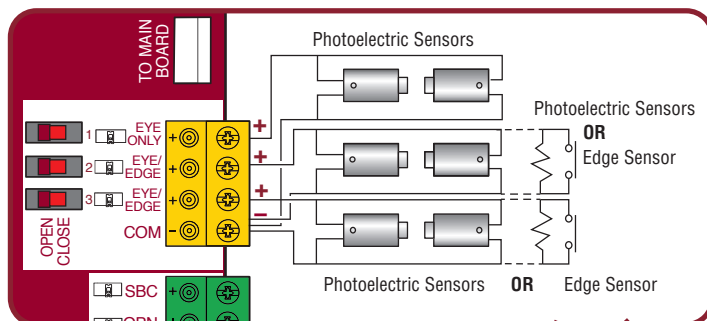 TO MAIN
BOARD
Photoelectric Sensors
Photoelectric Sensors
OR
Edge Sensor
1 EYE
ONLY + +
2 EYE/
EDGE + +
3 EYE/
EDGE + +
−
COM -
OPEN
CLOSE
Photoelectric Sensors OR Edge Sensor
SBC +